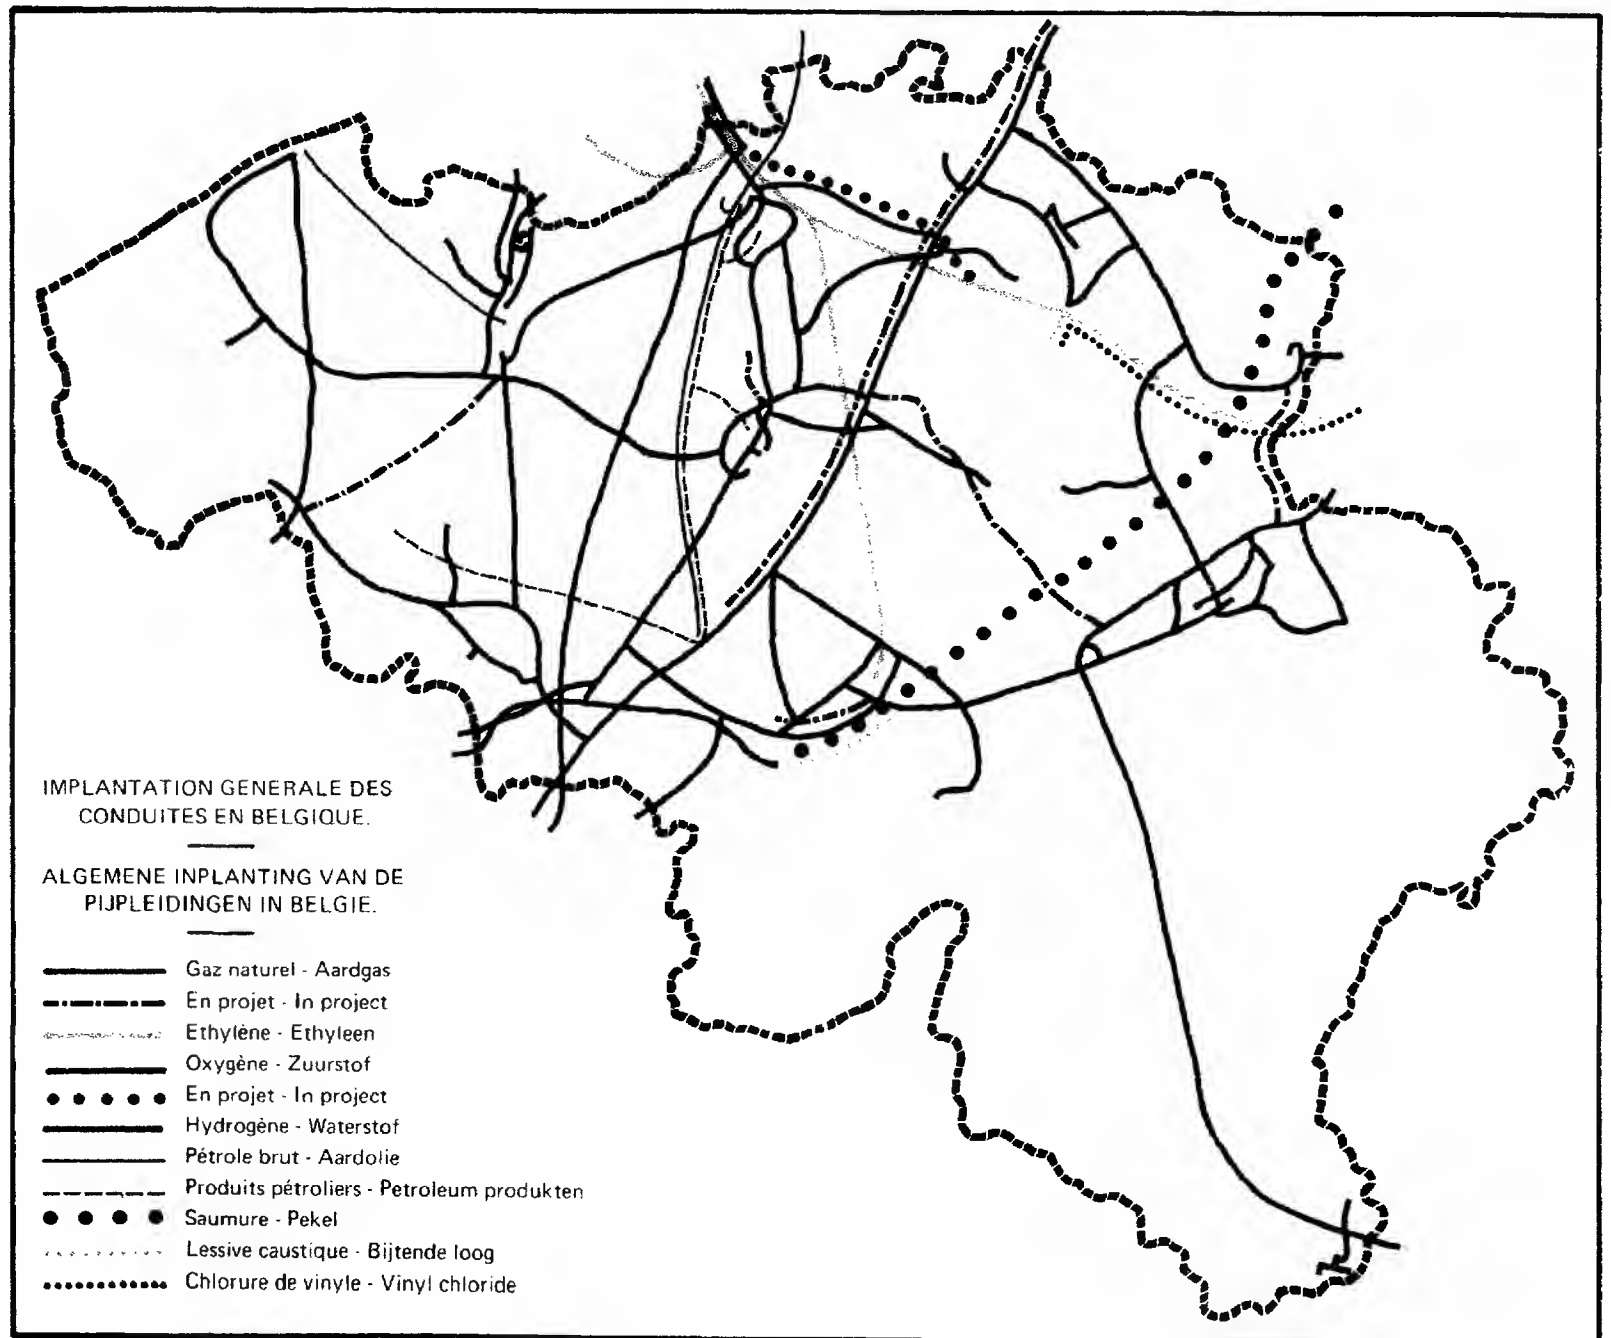 IMPLANTATION GENERALE DES
CONDUITES EN BELGIQUE.
ALGEMENE INPLANTING VAN DE
PIJPLEIDINGEN IN BELGIE.
Gaz naturel - Aardgas
En projet - In project
Ethylène - Ethyleen
Oxygène - Zuurstof
En projet - In project
Hydrogène - Waterstof
Pétrole brut - Aardolie
Produits pétroliers - Petroleum produkten
Saumure - Pekel
Lessive caustique - Bijtende loog
Chlorure de vinyle - Vinyl chloride